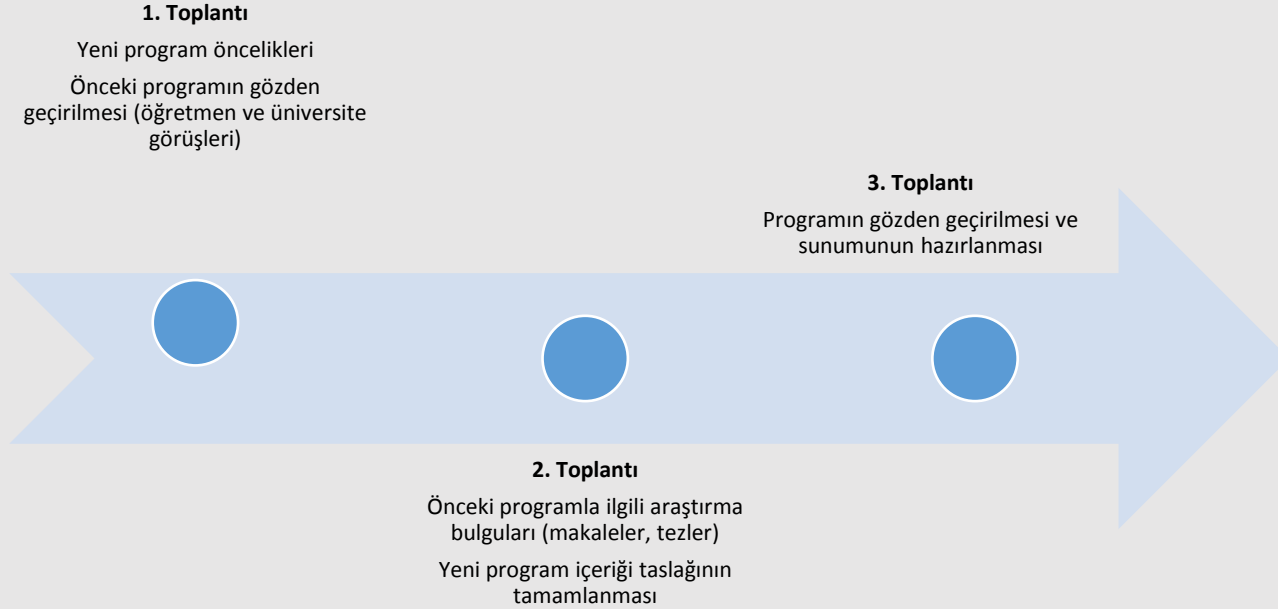 1. Toplantı
Yeni program öncelikleri
Önceki programın gözden
geçirilmesi (öğretmen ve üniversite
görüşleri)
2. Toplantı
Önceki programla ilgili araştırma
bulguları (makaleler, tezler)
Yeni program içeriği taslağının
tamamlanması
3. Toplantı
Programın gözden geçirilmesi ve
sunumunun hazırlanması